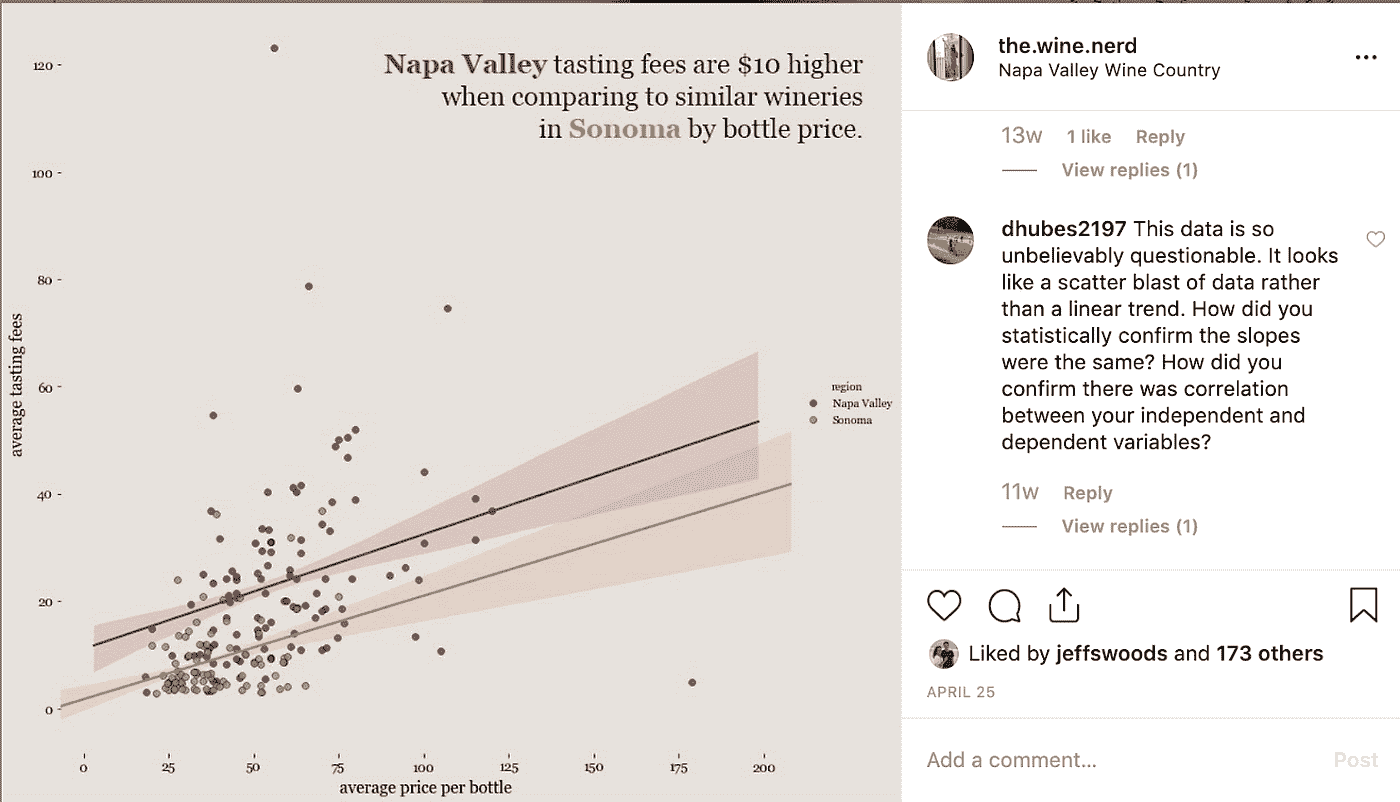 Napa Valley tasting fees are $10 higher
when comparing to similar wineries
in Sonoma by bottle price.
120
100
80
60
40
20
0
average tasting fees
0 25 50 75 100 125 150 175 200
average price per bottle
region
Napa Valley
Sonoma
the.wine.nerd
Napa Valley Wine Country
13w 1 like Reply
View replies (1)
dhubes2197 This data is so
unbelievably questionable. It looks
like a scatter blast of data rather
than a linear trend. How did you
statistically confirm the slopes
were the same? How did you
confirm there was correlation
between your independent and
dependent variables?
11w Reply
View replies (1)
Liked by jeffswoods and 173 others
APRIL 25
Add a comment... Post